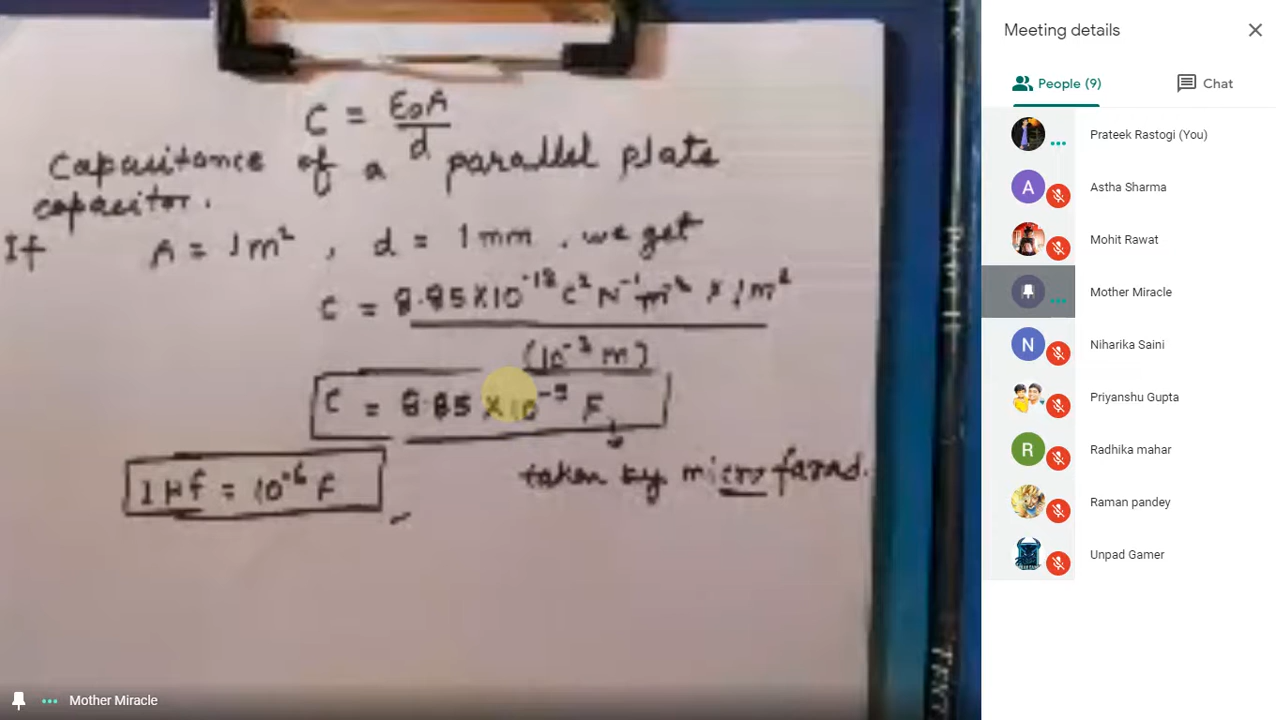 C = ε₀A
d
Capacitance of a parallel plate
capacitor.
If A = 1m², d = 1mm, we get
C = 8.85×10⁻¹² C² N⁻¹ m⁻² × 1m²
(10⁻³ m)
C = 8.85×10⁻⁹ F
taken by micro farad.
1 μf = 10⁻⁶ F
Mother Miracle
Meeting details
People (9)
Chat
Prateek Rastogi (You)
A Astha Sharma
Mohit Rawat
Mother Miracle
N Niharika Saini
Priyanshu Gupta
R Radhika mahar
Raman pandey
Unpad Gamer